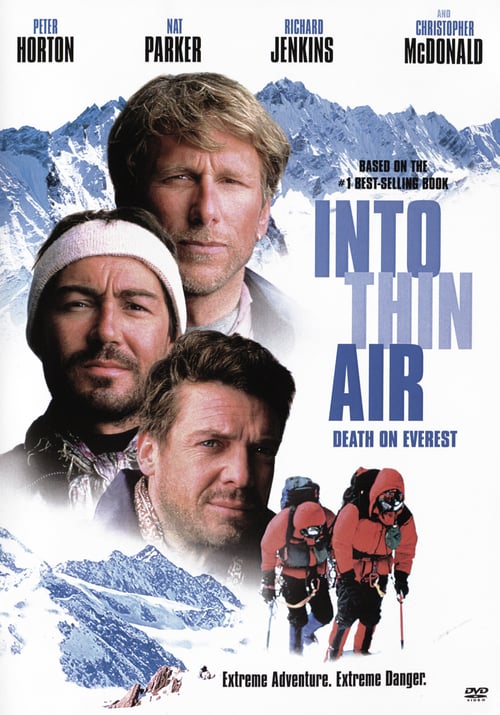 PETER
HORTON
NAT
PARKER
RICHARD
JENKINS
AND
CHRISTOPHER
McDONALD
BASED ON THE
#1 BEST-SELLING BOOK
INTO
THIN
AIR
DEATH ON EVEREST
Extreme Adventure. Extreme Danger.
DVD
VIDEO